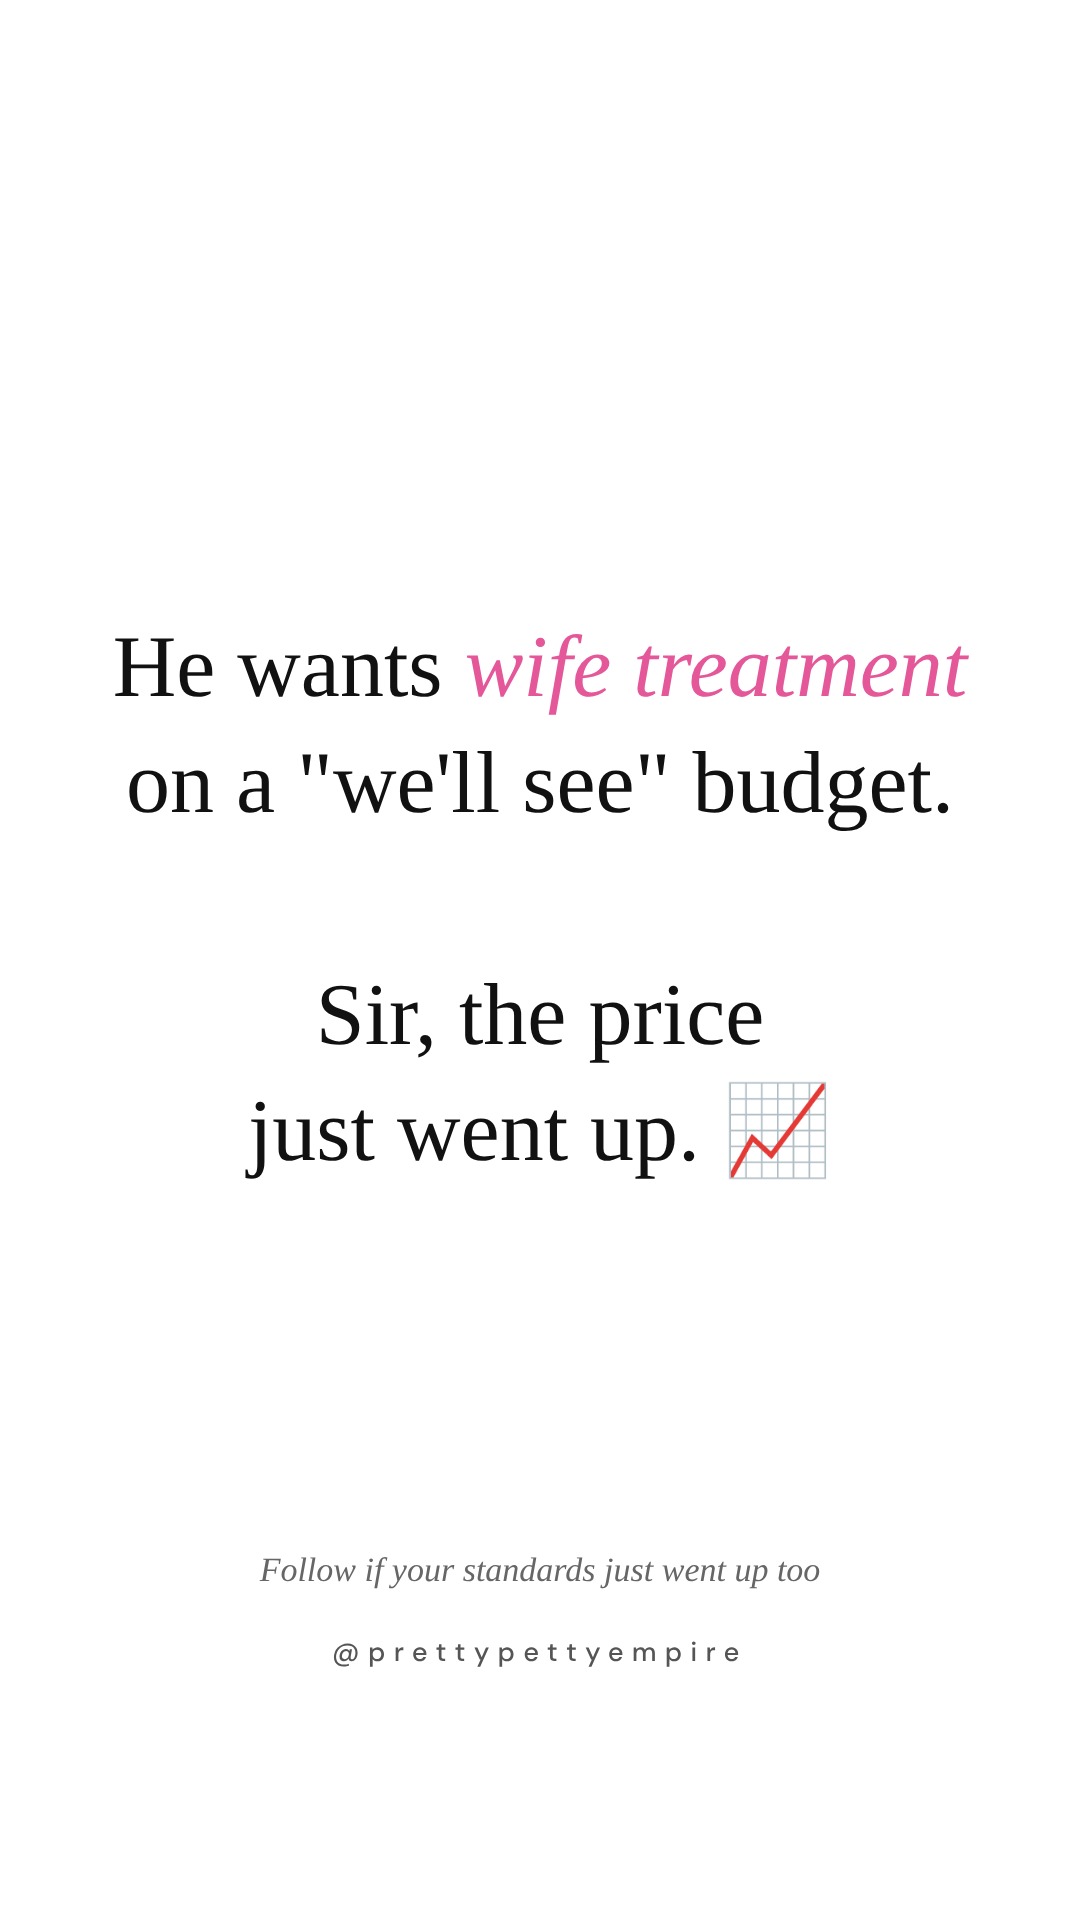 He wants wife treatment
on a "we'll see" budget.
Sir, the price
just went up. 📈
Follow if your standards just went up too
@prettypettyempire